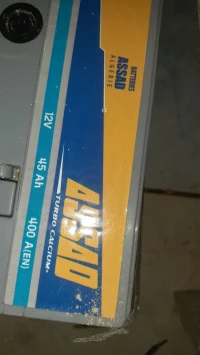 BATTERIES
ASSAD
ALGERIE
12V
45 Ah
400 A(EN)
ASSAD
TURBO CALCIUM.